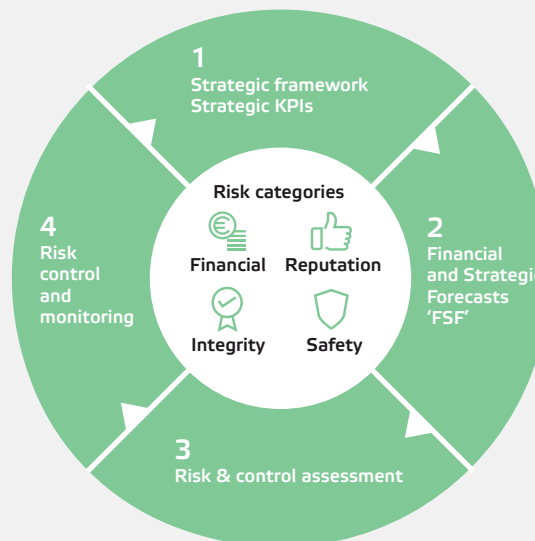 1
Strategic framework
Strategic KPIs
2
Financial
and Strategic
Forecasts
'FSF'
3
Risk & control assessment
4
Risk
control
and
monitoring
Risk categories
€
Financial
Reputation
Integrity
Safety